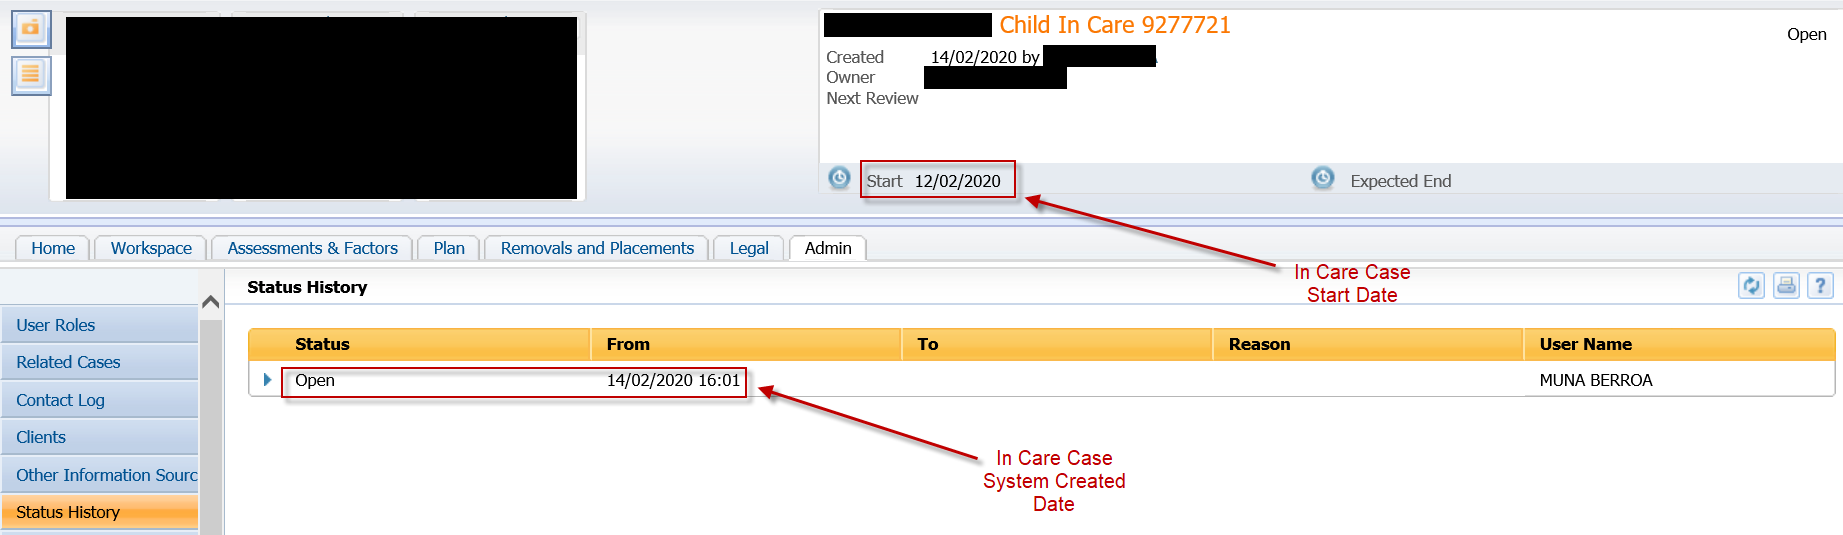 Child In Care 9277721
Open
Created 14/02/2020 by
Owner
Next Review
Start 12/02/2020
Expected End
Home Workspace Assessments & Factors Plan Removals and Placements Legal Admin
In Care Case
Start Date
Status History
User Roles
Related Cases
Contact Log
Clients
Other Information Sourc
Status History
Status From To Reason User Name
Open 14/02/2020 16:01 MUNA BERROA
In Care Case
System Created
Date
?